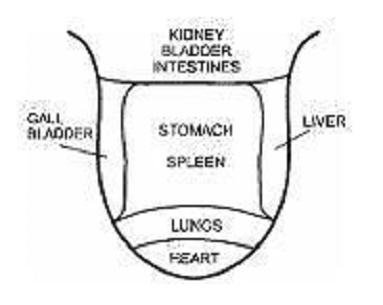 KIDNEY
BLADDER
INTESTINES
GALL
BLADDER
STOMACH
LIVER
SPLEEN
LUNGS
HEART